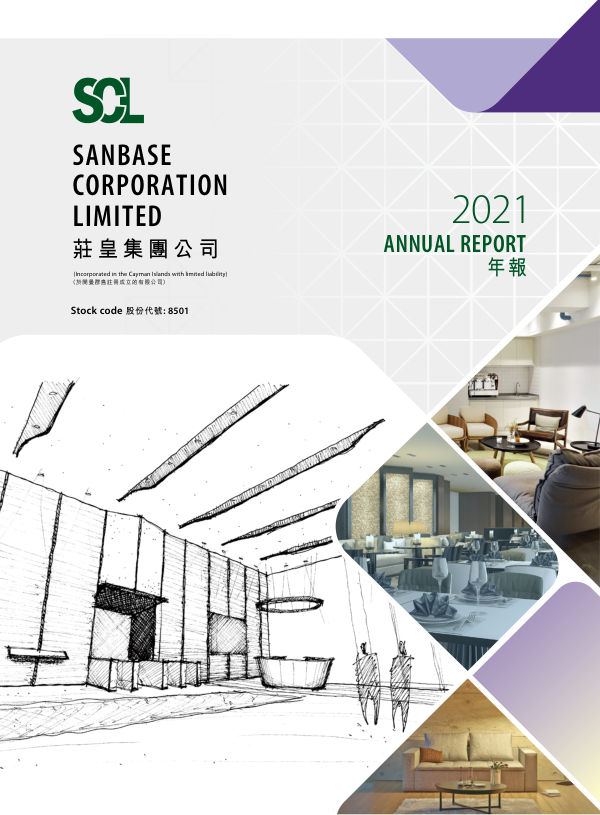 SCL
SANBASE
CORPORATION
LIMITED
莊皇集團公司
(Incorporated in the Cayman Islands with limited liability)
(於開曼群島註冊成立的有限公司)
Stock code 股份代號: 8501
2021
ANNUAL REPORT
年報